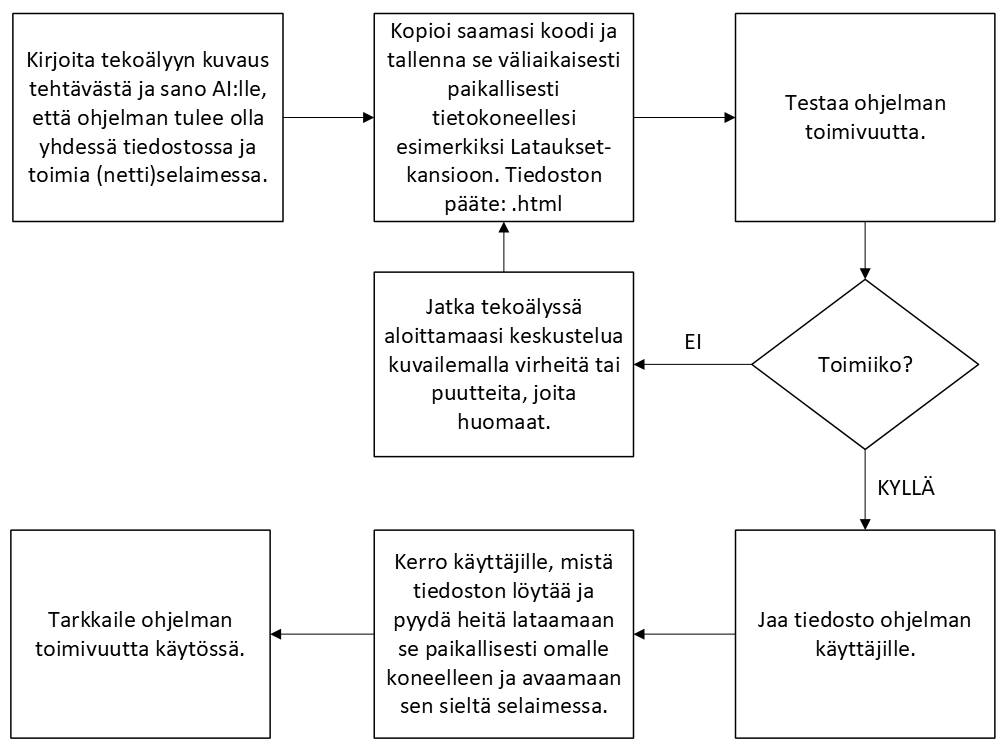 Kirjoita tekoälyyn kuvaus
tehtävästä ja sano AI:lle,
että ohjelman tulee olla
yhdessä tiedostossa ja
toimia (netti)selaimessa.
Kopioi saamasi koodi ja
tallenna se väliaikaisesti
paikallisesti
tietokoneellesi
esimerkiksi Lataukset-
kansioon. Tiedoston
pääte: .html
Testaa ohjelman
toimivuutta.
Toimiiko?
EI
Jatka tekoälyssä
aloittamaasi keskustelua
kuvailemalla virheitä tai
puutteita, joita
huomaat.
KYLLÄ
Jaa tiedosto ohjelman
käyttäjille.
Kerro käyttäjille, mistä
tiedoston löytää ja
pyydä heitä lataamaan
se paikallisesti omalle
koneelleen ja avaamaan
sen sieltä selaimessa.
Tarkkaile ohjelman
toimivuutta käytössä.